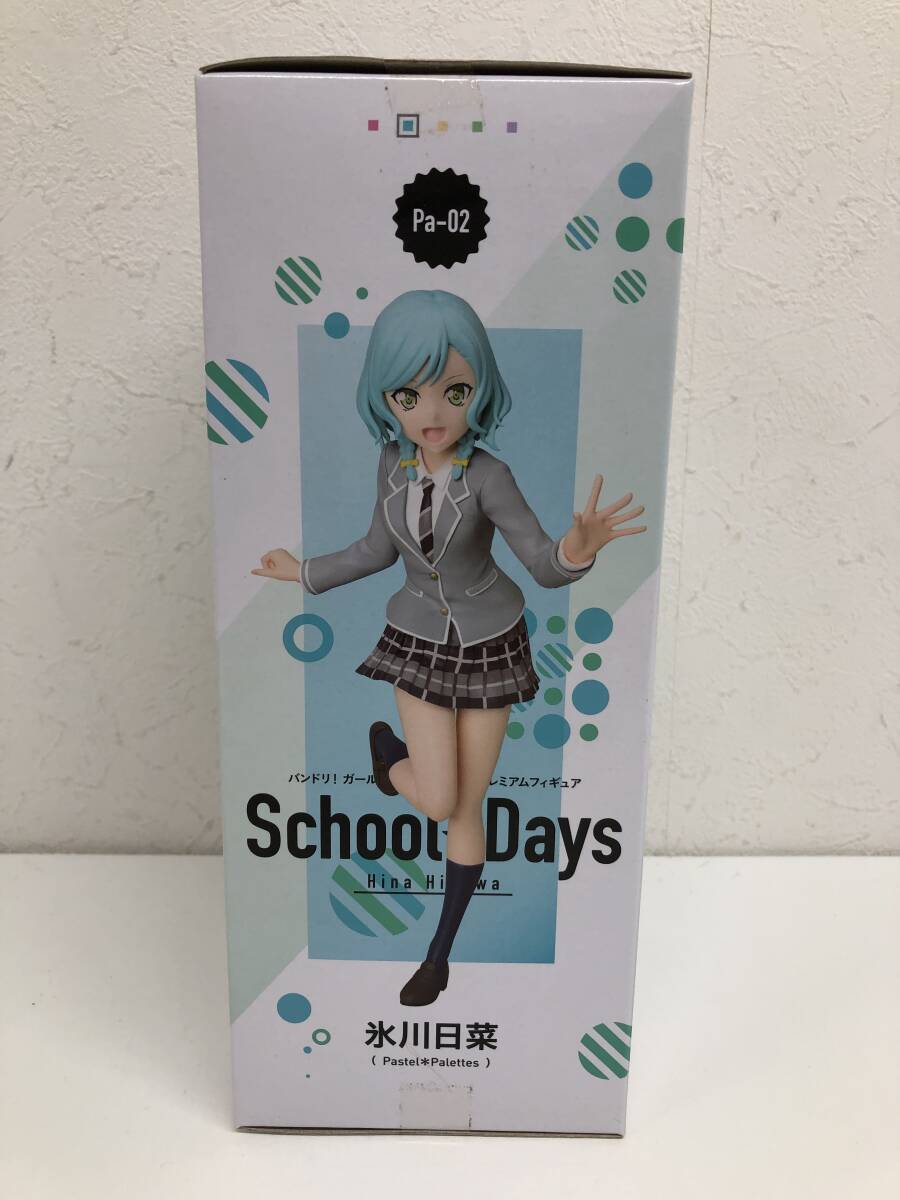 Pa-02
バンドリ! ガール レミアムフィギュア
School Days
Hina Hi wa
氷川日菜
( Pastel*Palettes )